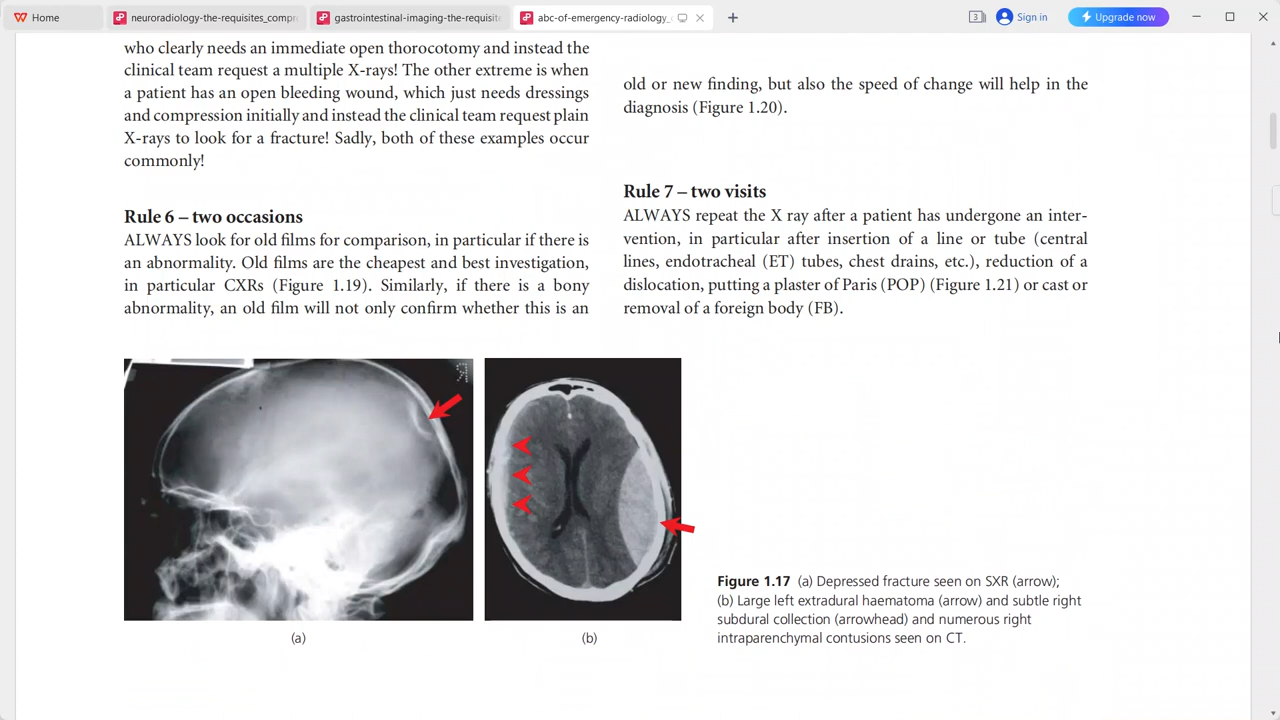 Home
neuroradiology-the-requisites_compr
gastrointestinal-imaging-the-requisite
abc-of-emergency-radiology_
3
Sign in
Upgrade now
who clearly needs an immediate open thorocotomy and instead the
clinical team request a multiple X-rays! The other extreme is when
a patient has an open bleeding wound, which just needs dressings
and compression initially and instead the clinical team request plain
X-rays to look for a fracture! Sadly, both of these examples occur
commonly!
Rule 6 – two occasions
ALWAYS look for old films for comparison, in particular if there is
an abnormality. Old films are the cheapest and best investigation,
in particular CXRs (Figure 1.19). Similarly, if there is a bony
abnormality, an old film will not only confirm whether this is an
old or new finding, but also the speed of change will help in the
diagnosis (Figure 1.20).
Rule 7 – two visits
ALWAYS repeat the X ray after a patient has undergone an inter-
vention, in particular after insertion of a line or tube (central
lines, endotracheal (ET) tubes, chest drains, etc.), reduction of a
dislocation, putting a plaster of Paris (POP) (Figure 1.21) or cast or
removal of a foreign body (FB).
(a)
(b)
Figure 1.17 (a) Depressed fracture seen on SXR (arrow);
(b) Large left extradural haematoma (arrow) and subtle right
subdural collection (arrowhead) and numerous right
intraparenchymal contusions seen on CT.